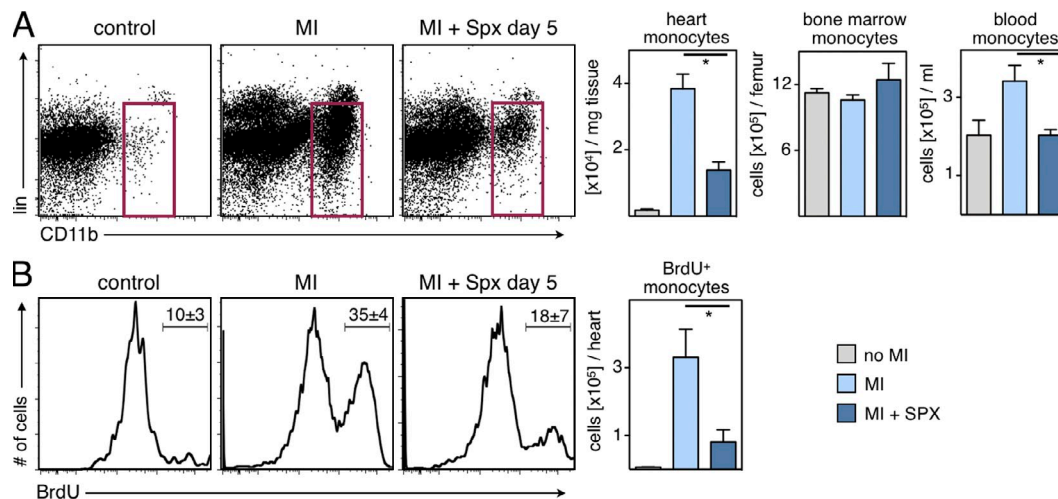 A
control
MI
MI + Spx day 5
lin
CD11b
heart
monocytes
[x10⁴] / mg tissue
4
2
*
bone marrow
monocytes
cells [x10⁵] / femur
12
6
blood
monocytes
cells [x10⁵] / ml
3
1
*
B
control
MI
MI + Spx day 5
10±3
35±4
18±7
# of cells
BrdU
BrdU⁺
monocytes
cells [x10⁵] / heart
3
1
*
no MI
MI
MI + SPX